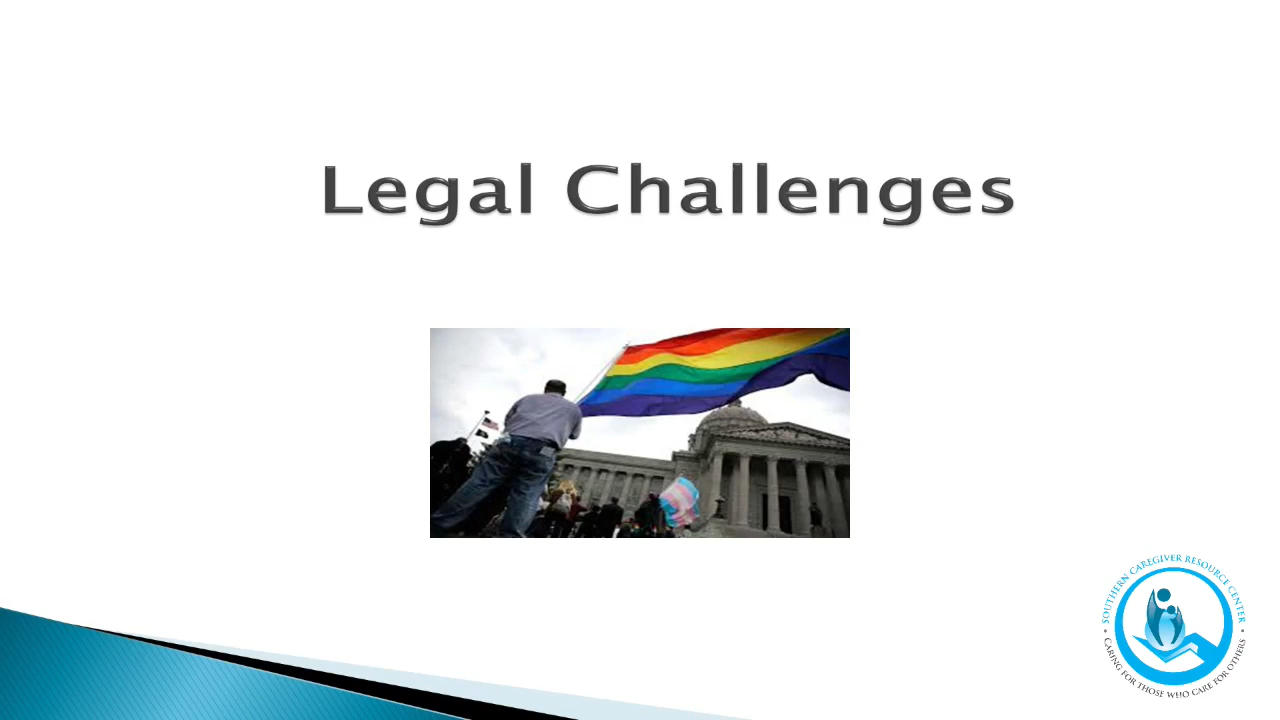 Legal Challenges
• SOUTHERN CAREGIVER RESOURCE CENTER •
CARING FOR THOSE WHO CARE FOR OTHERS